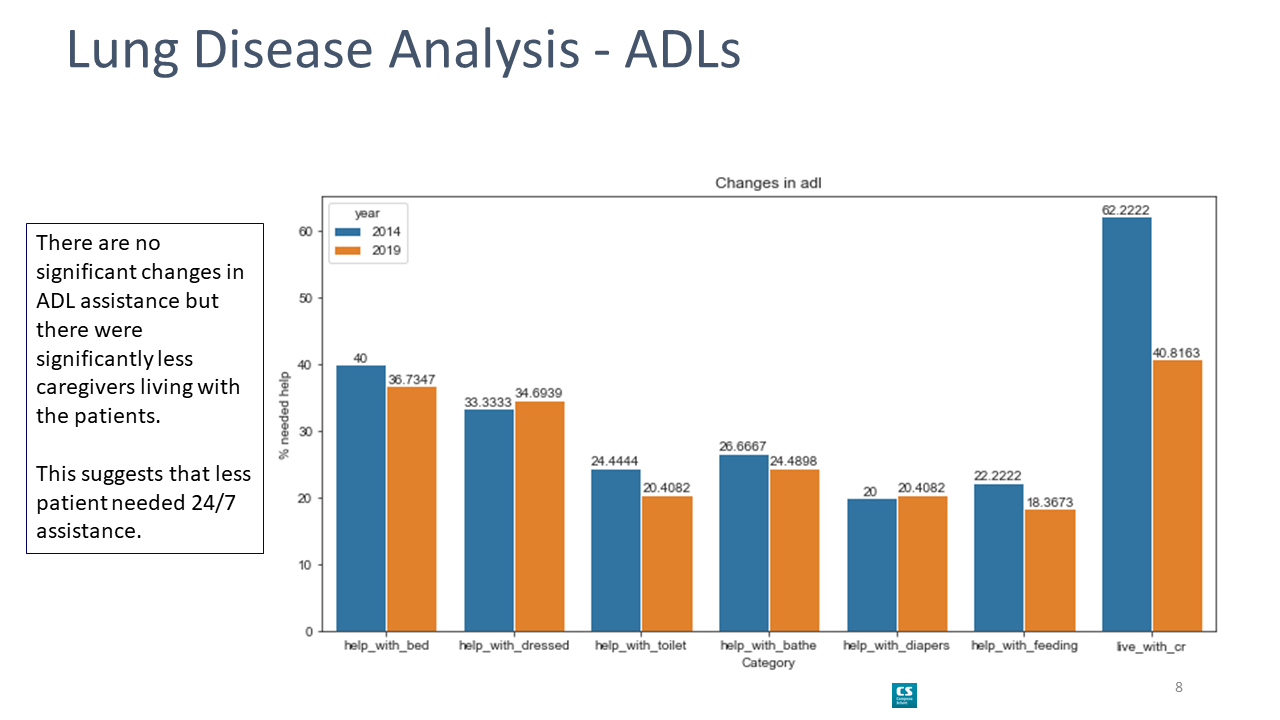 Lung Disease Analysis - ADLs
There are no
significant changes in
ADL assistance but
there were
significantly less
caregivers living with
the patients.
This suggests that less
patient needed 24/7
assistance.
Changes in adl
year
2014
2019
% needed help
60
50
40
30
20
10
0
40
36.7347
33.3333
34.6939
24.4444
20.4082
26.6667
24.4898
20
20.4082
22.2222
18.3673
62.2222
40.8163
help_with_bed
help_with_dressed
help_with_toilet
help_with_bathe
help_with_diapers
help_with_feeding
live_with_cr
Category
CS
8